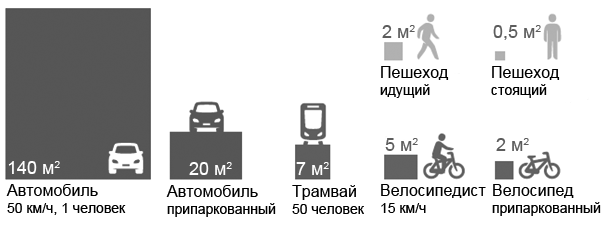 2 м²
Пешеход
идущий
0,5 м²
Пешеход
стоящий
140 м²
Автомобиль
50 км/ч, 1 человек
20 м²
Автомобиль
припаркованный
7 м²
Трамвай
50 человек
5 м²
Велосипедист
15 км/ч
2 м²
Велосипед
припаркованный